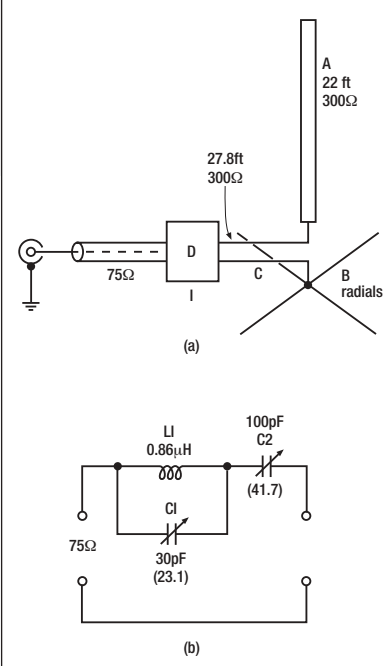 A
22 ft
300Ω
27.8ft
300Ω
D
75Ω
C
B
radials
I
(a)
LI
0.86μH
100pF
C2
(41.7)
CI
75Ω
30pF
(23.1)
(b)